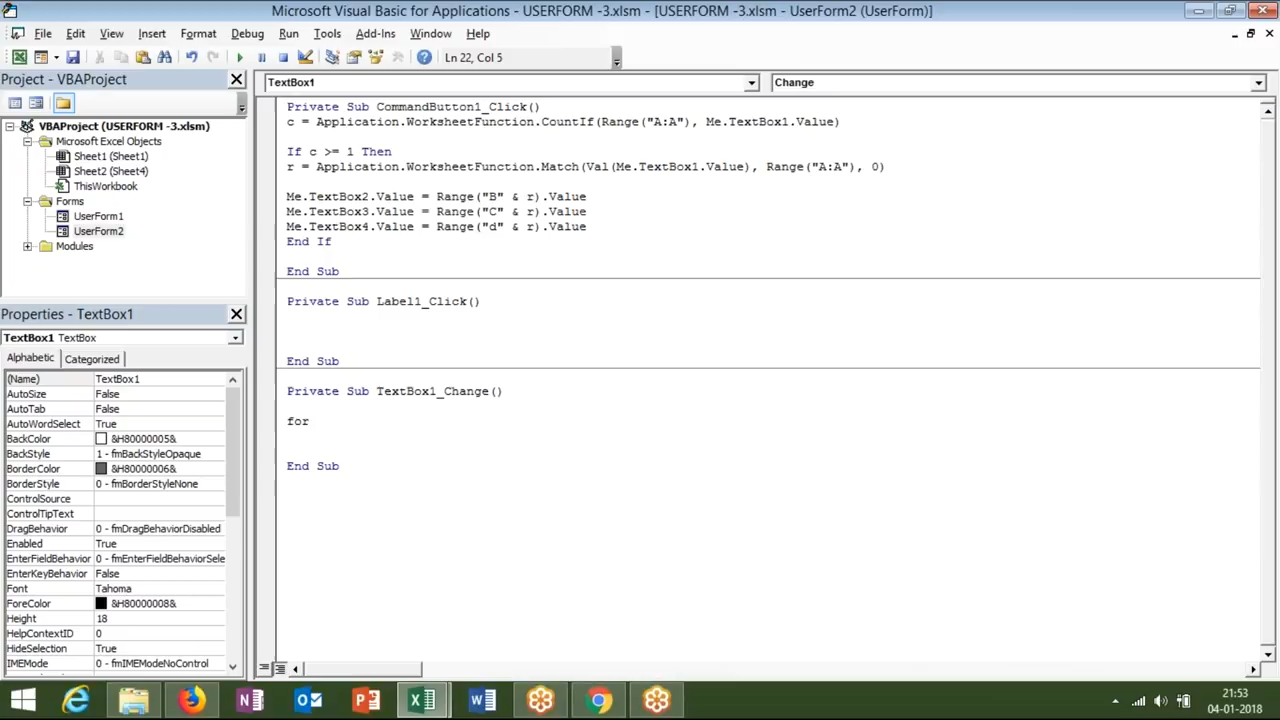 Microsoft Visual Basic for Applications - USERFORM -3.xlsm - [USERFORM -3.xlsm - UserForm2 (UserForm)]
File Edit View Insert Format Debug Run Tools Add-Ins Window Help
Ln 22, Col 5
Project - VBAProject
TextBox1 Change
VBAProject (USERFORM -3.xlsm)
Microsoft Excel Objects
Sheet1 (Sheet1)
Sheet2 (Sheet4)
ThisWorkbook
Forms
UserForm1
UserForm2
Modules
Properties - TextBox1
TextBox1 TextBox
Alphabetic Categorized
(Name) TextBox1
AutoSize False
AutoTab False
AutoWordSelect True
BackColor &H80000005&
BackStyle 1 - fmBackStyleOpaque
BorderColor &H80000006&
BorderStyle 0 - fmBorderStyleNone
ControlSource
ControlTipText
DragBehavior 0 - fmDragBehaviorDisabled
Enabled True
EnterFieldBehavior 0 - fmEnterFieldBehaviorSele
EnterKeyBehavior False
Font Tahoma
ForeColor &H80000008&
Height 18
HelpContextID 0
HideSelection True
IMEMode 0 - fmIMEModeNoControl
Private Sub CommandButton1_Click()
c = Application.WorksheetFunction.CountIf(Range("A:A"), Me.TextBox1.Value)
If c >= 1 Then
r = Application.WorksheetFunction.Match(Val(Me.TextBox1.Value), Range("A:A"), 0)
Me.TextBox2.Value = Range("B" & r).Value
Me.TextBox3.Value = Range("C" & r).Value
Me.TextBox4.Value = Range("d" & r).Value
End If
End Sub
Private Sub Label1_Click()
End Sub
Private Sub TextBox1_Change()
for
End Sub
21:53
04-01-2018